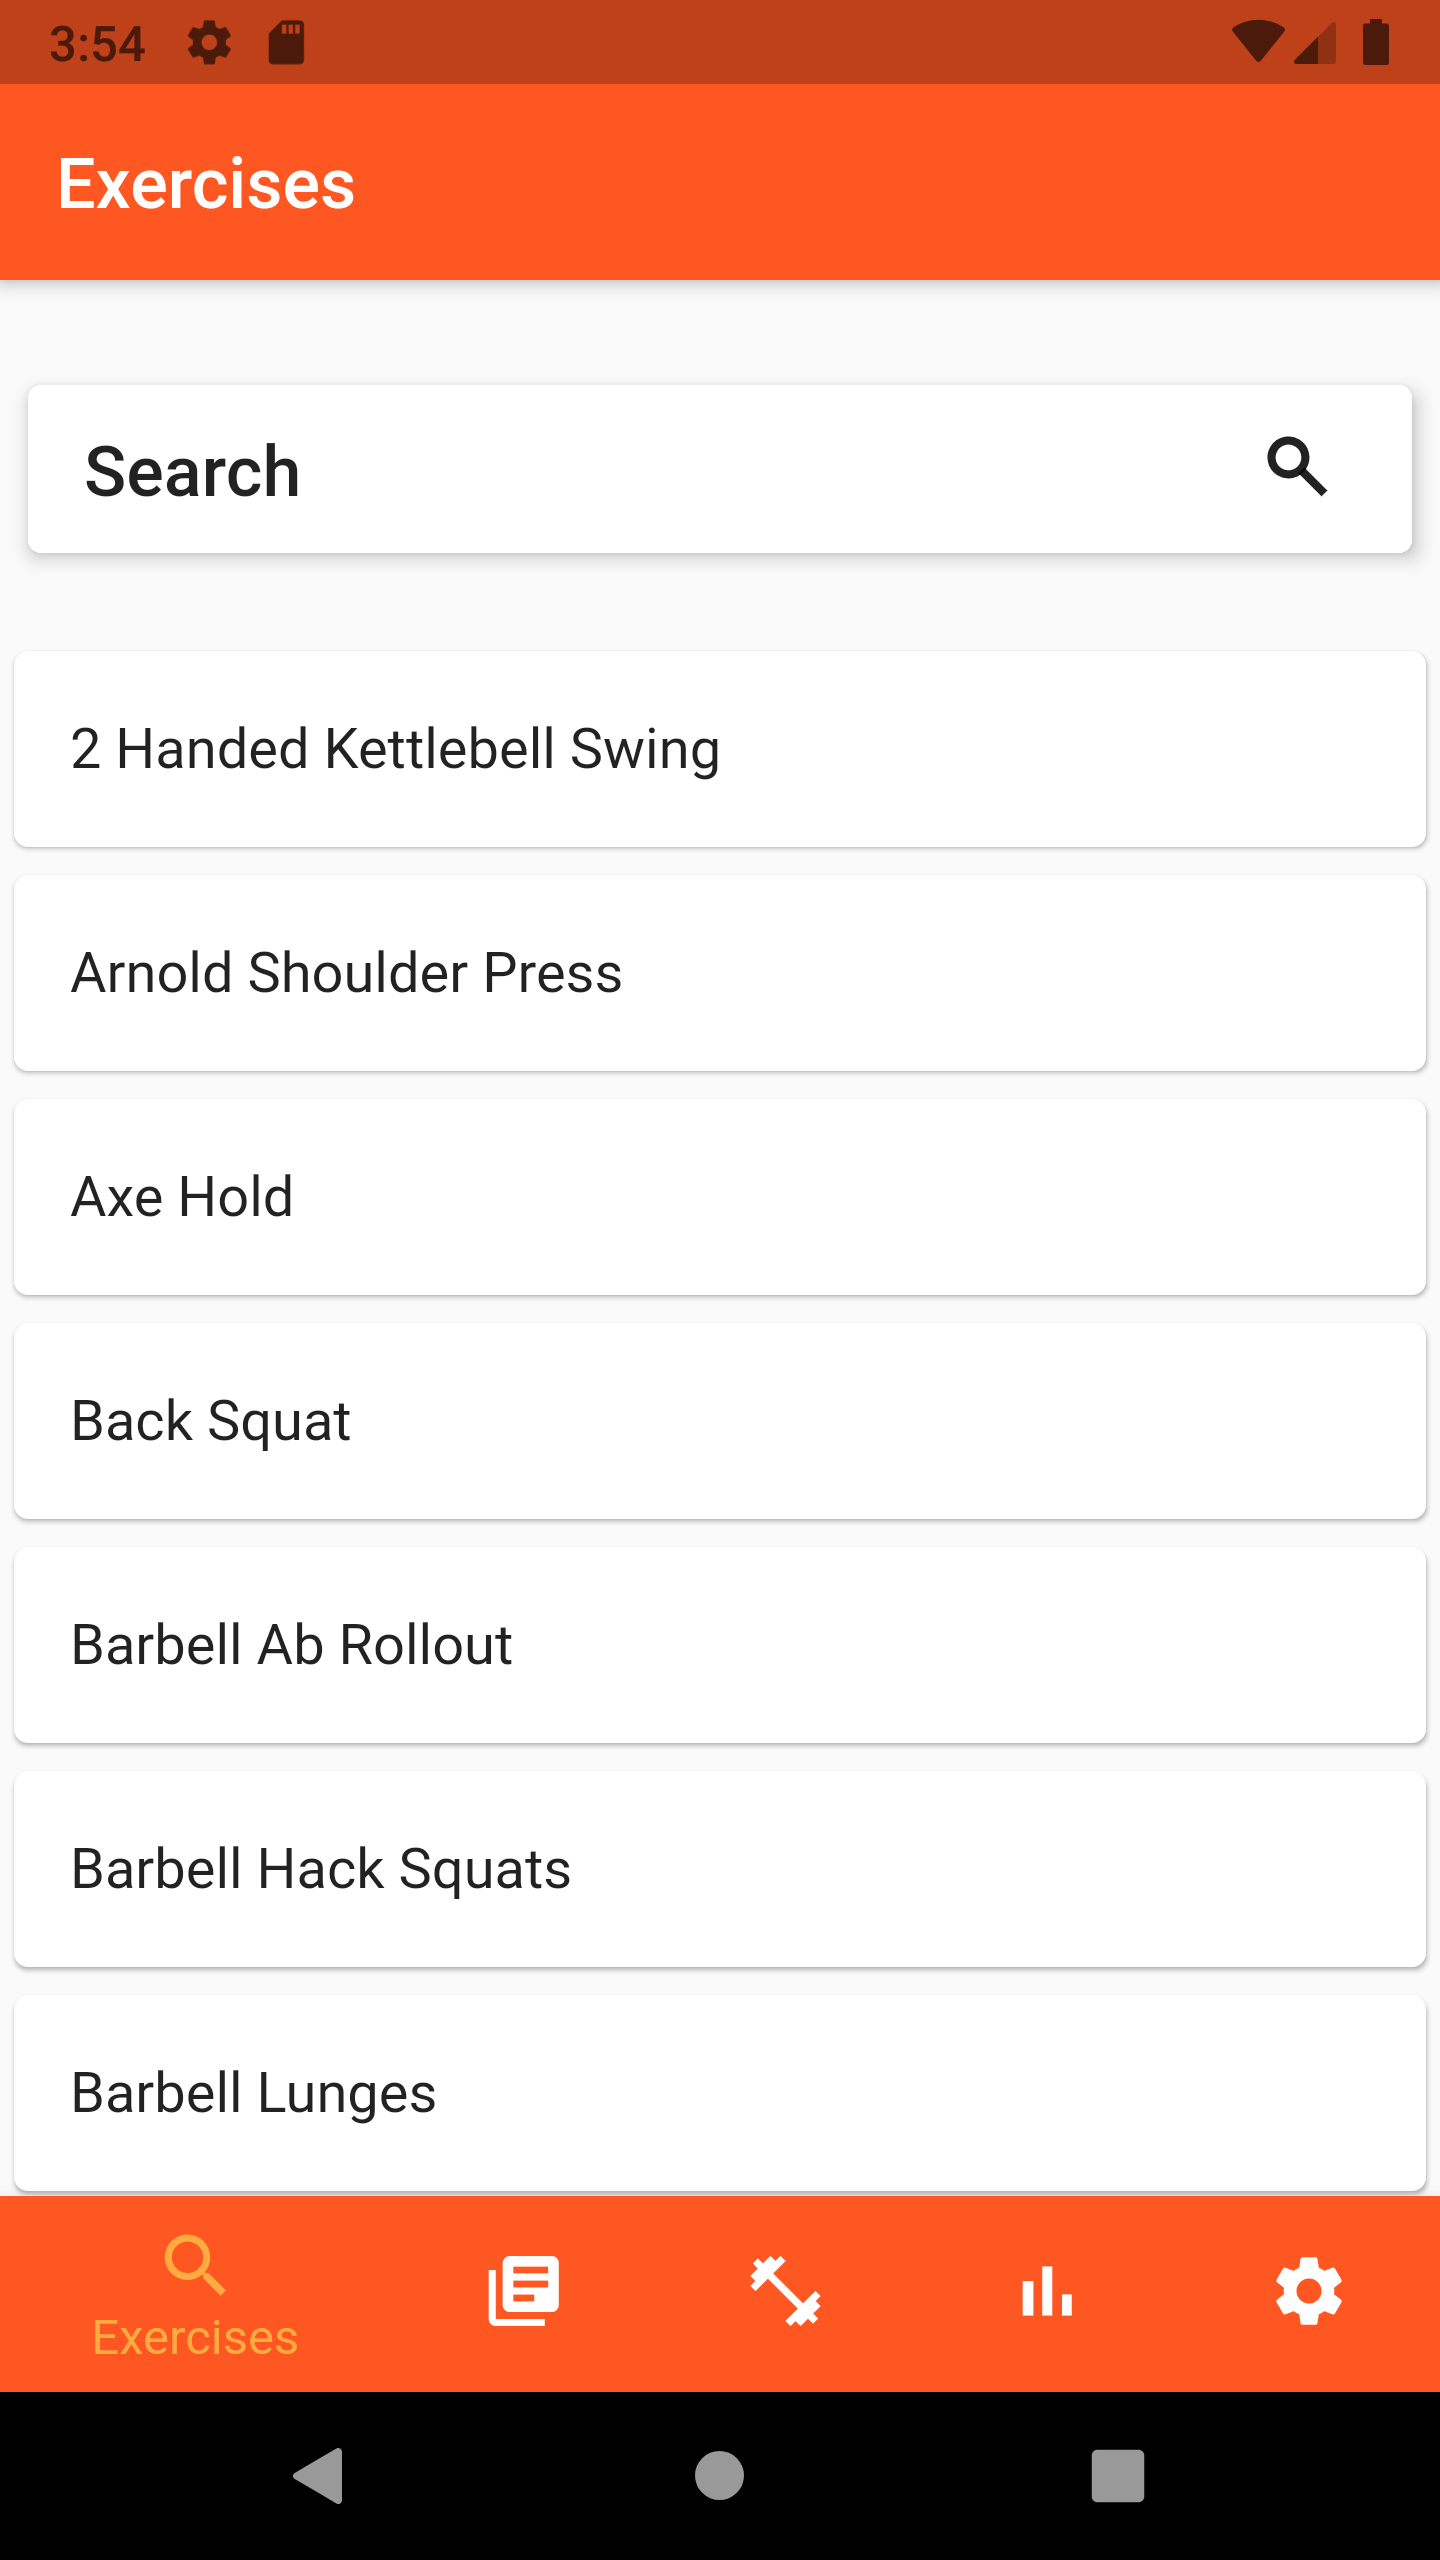 3:54
Exercises
Search
2 Handed Kettlebell Swing
Arnold Shoulder Press
Axe Hold
Back Squat
Barbell Ab Rollout
Barbell Hack Squats
Barbell Lunges
Exercises